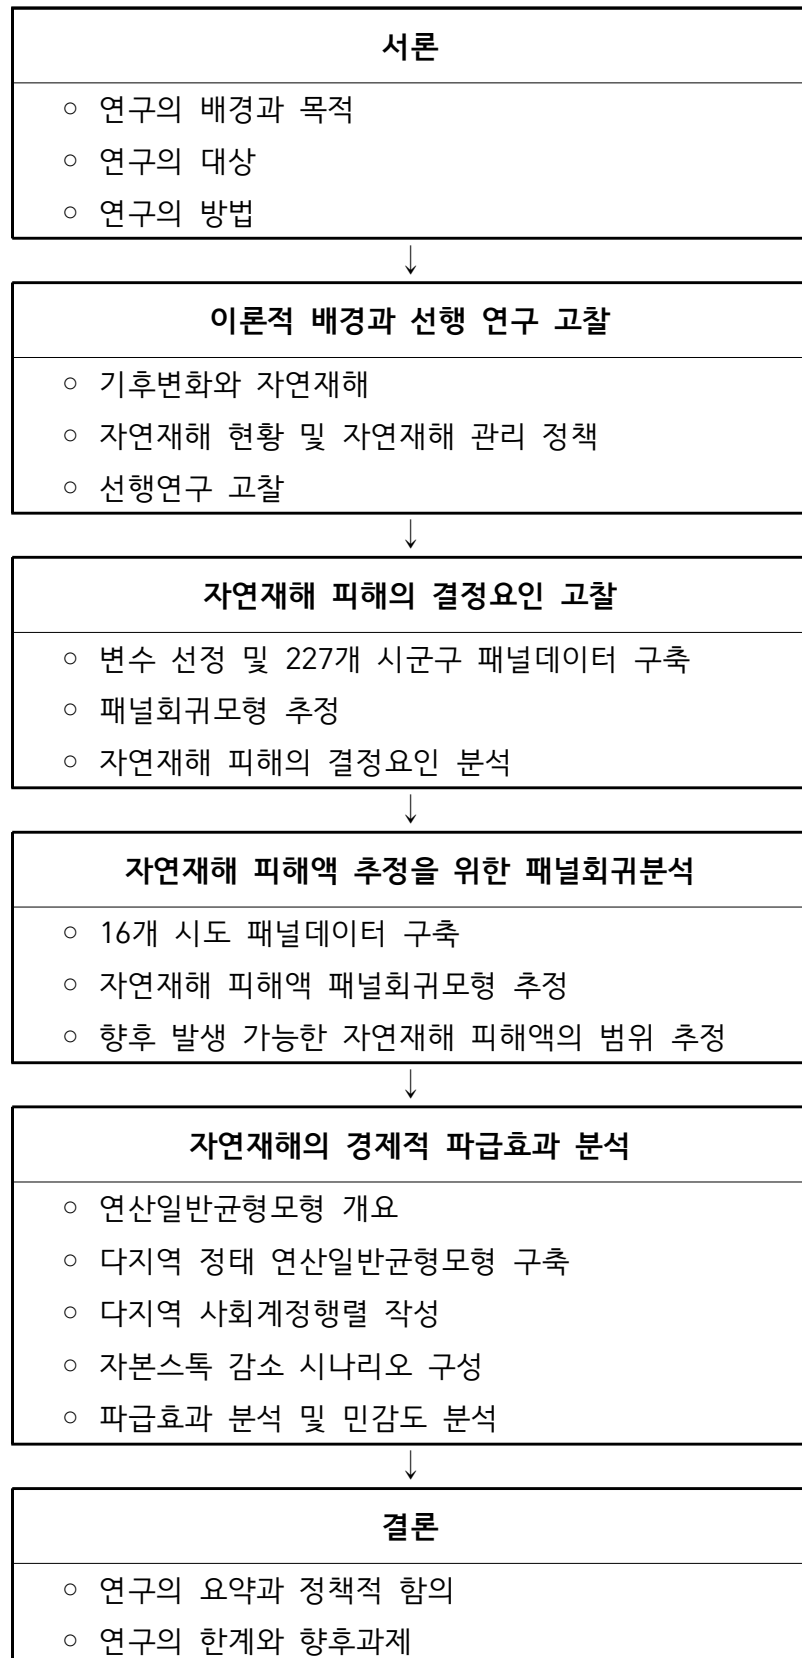 서론
○ 연구의 배경과 목적
○ 연구의 대상
○ 연구의 방법
↓
이론적 배경과 선행 연구 고찰
○ 기후변화와 자연재해
○ 자연재해 현황 및 자연재해 관리 정책
○ 선행연구 고찰
↓
자연재해 피해의 결정요인 고찰
○ 변수 선정 및 227개 시군구 패널데이터 구축
○ 패널회귀모형 추정
○ 자연재해 피해의 결정요인 분석
↓
자연재해 피해액 추정을 위한 패널회귀분석
○ 16개 시도 패널데이터 구축
○ 자연재해 피해액 패널회귀모형 추정
○ 향후 발생 가능한 자연재해 피해액의 범위 추정
↓
자연재해의 경제적 파급효과 분석
○ 연산일반균형모형 개요
○ 다지역 정태 연산일반균형모형 구축
○ 다지역 사회계정행렬 작성
○ 자본스톡 감소 시나리오 구성
○ 파급효과 분석 및 민감도 분석
↓
결론
○ 연구의 요약과 정책적 함의
○ 연구의 한계와 향후과제